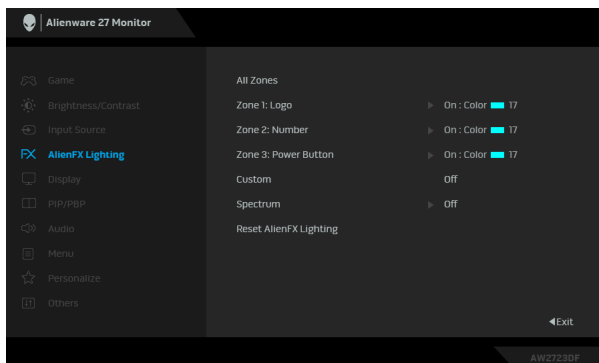 Alienware 27 Monitor
Game
Brightness/Contrast
Input Source
FX AlienFX Lighting
Display
PIP/PBP
Audio
Menu
Personalize
Others
All Zones
Zone 1: Logo On : Color 17
Zone 2: Number On : Color 17
Zone 3: Power Button On : Color 17
Custom Off
Spectrum Off
Reset AlienFX Lighting
Exit
AW2723DF